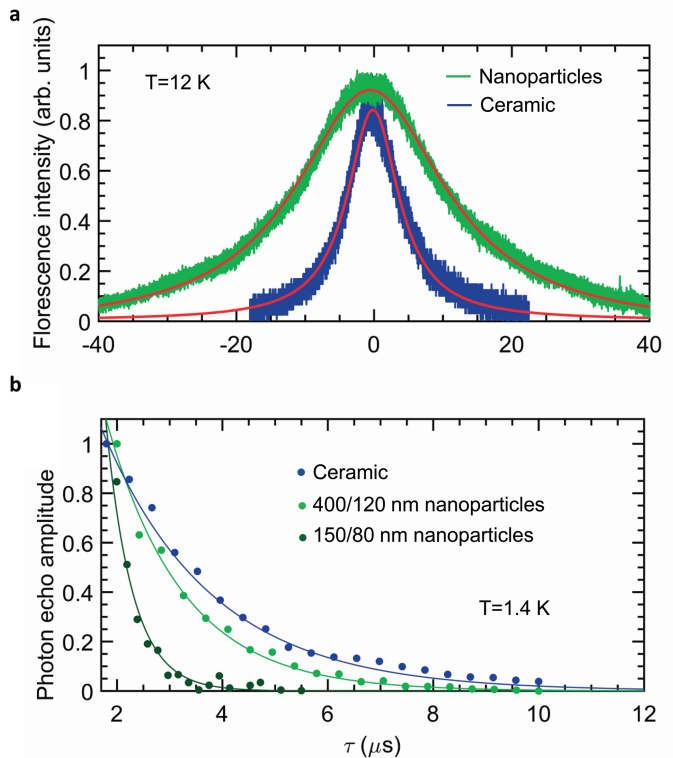 a
Florescence intensity (arb. units)
T=12 K
Nanoparticles
Ceramic
1
0.8
0.6
0.4
0.2
0
-40
-20
0
20
40
b
Photon echo amplitude
1
0.8
0.6
0.4
0.2
0
Ceramic
400/120 nm nanoparticles
150/80 nm nanoparticles
T=1.4 K
2
4
6
8
10
12
τ (μs)